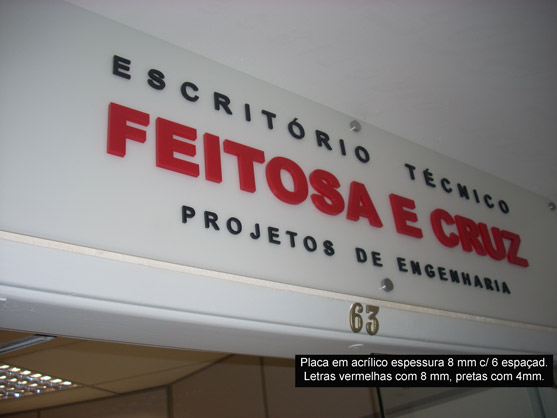 ESCRITÓRIO TÉCNICO
FEITOSA E CRUZ
PROJETOS DE ENGENHARIA
63
Placa em acrílico espessura 8 mm c/ 6 espaçad.
Letras vermelhas com 8 mm, pretas com 4mm.